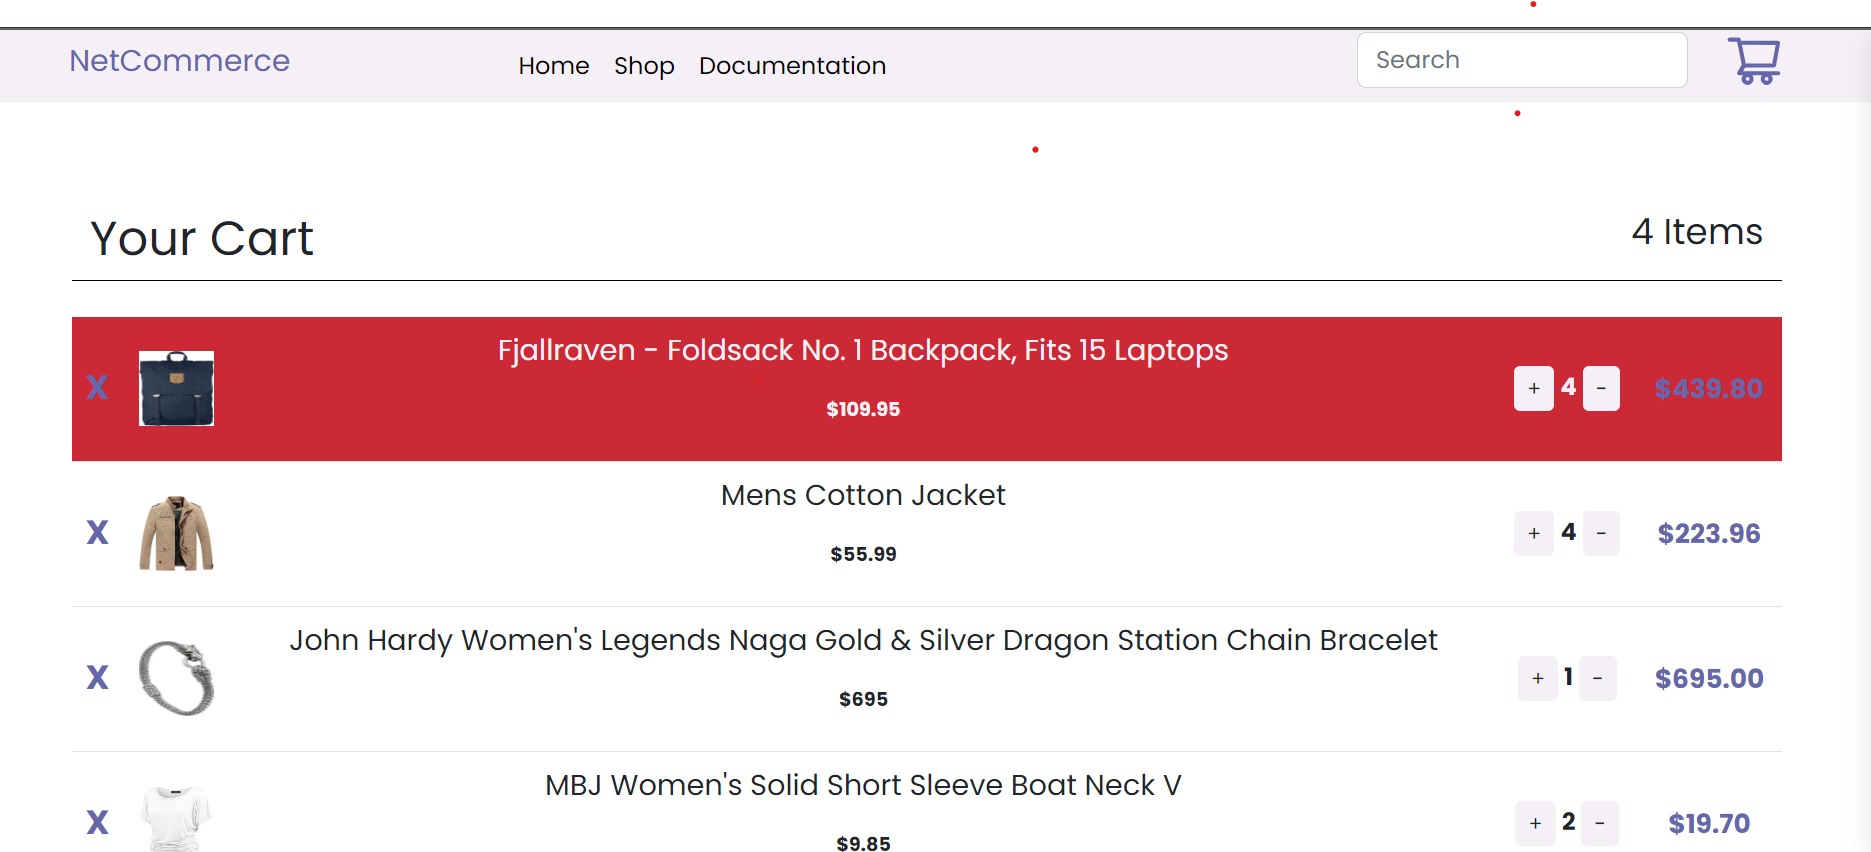 NetCommerce
Home Shop Documentation
Search
Your Cart
4 Items
X
Fjallraven - Foldsack No. 1 Backpack, Fits 15 Laptops
$109.95
+ 4 -
$439.80
X
Mens Cotton Jacket
$55.99
+ 4 -
$223.96
X
John Hardy Women's Legends Naga Gold & Silver Dragon Station Chain Bracelet
$695
+ 1 -
$695.00
X
MBJ Women's Solid Short Sleeve Boat Neck V
$9.85
+ 2 -
$19.70